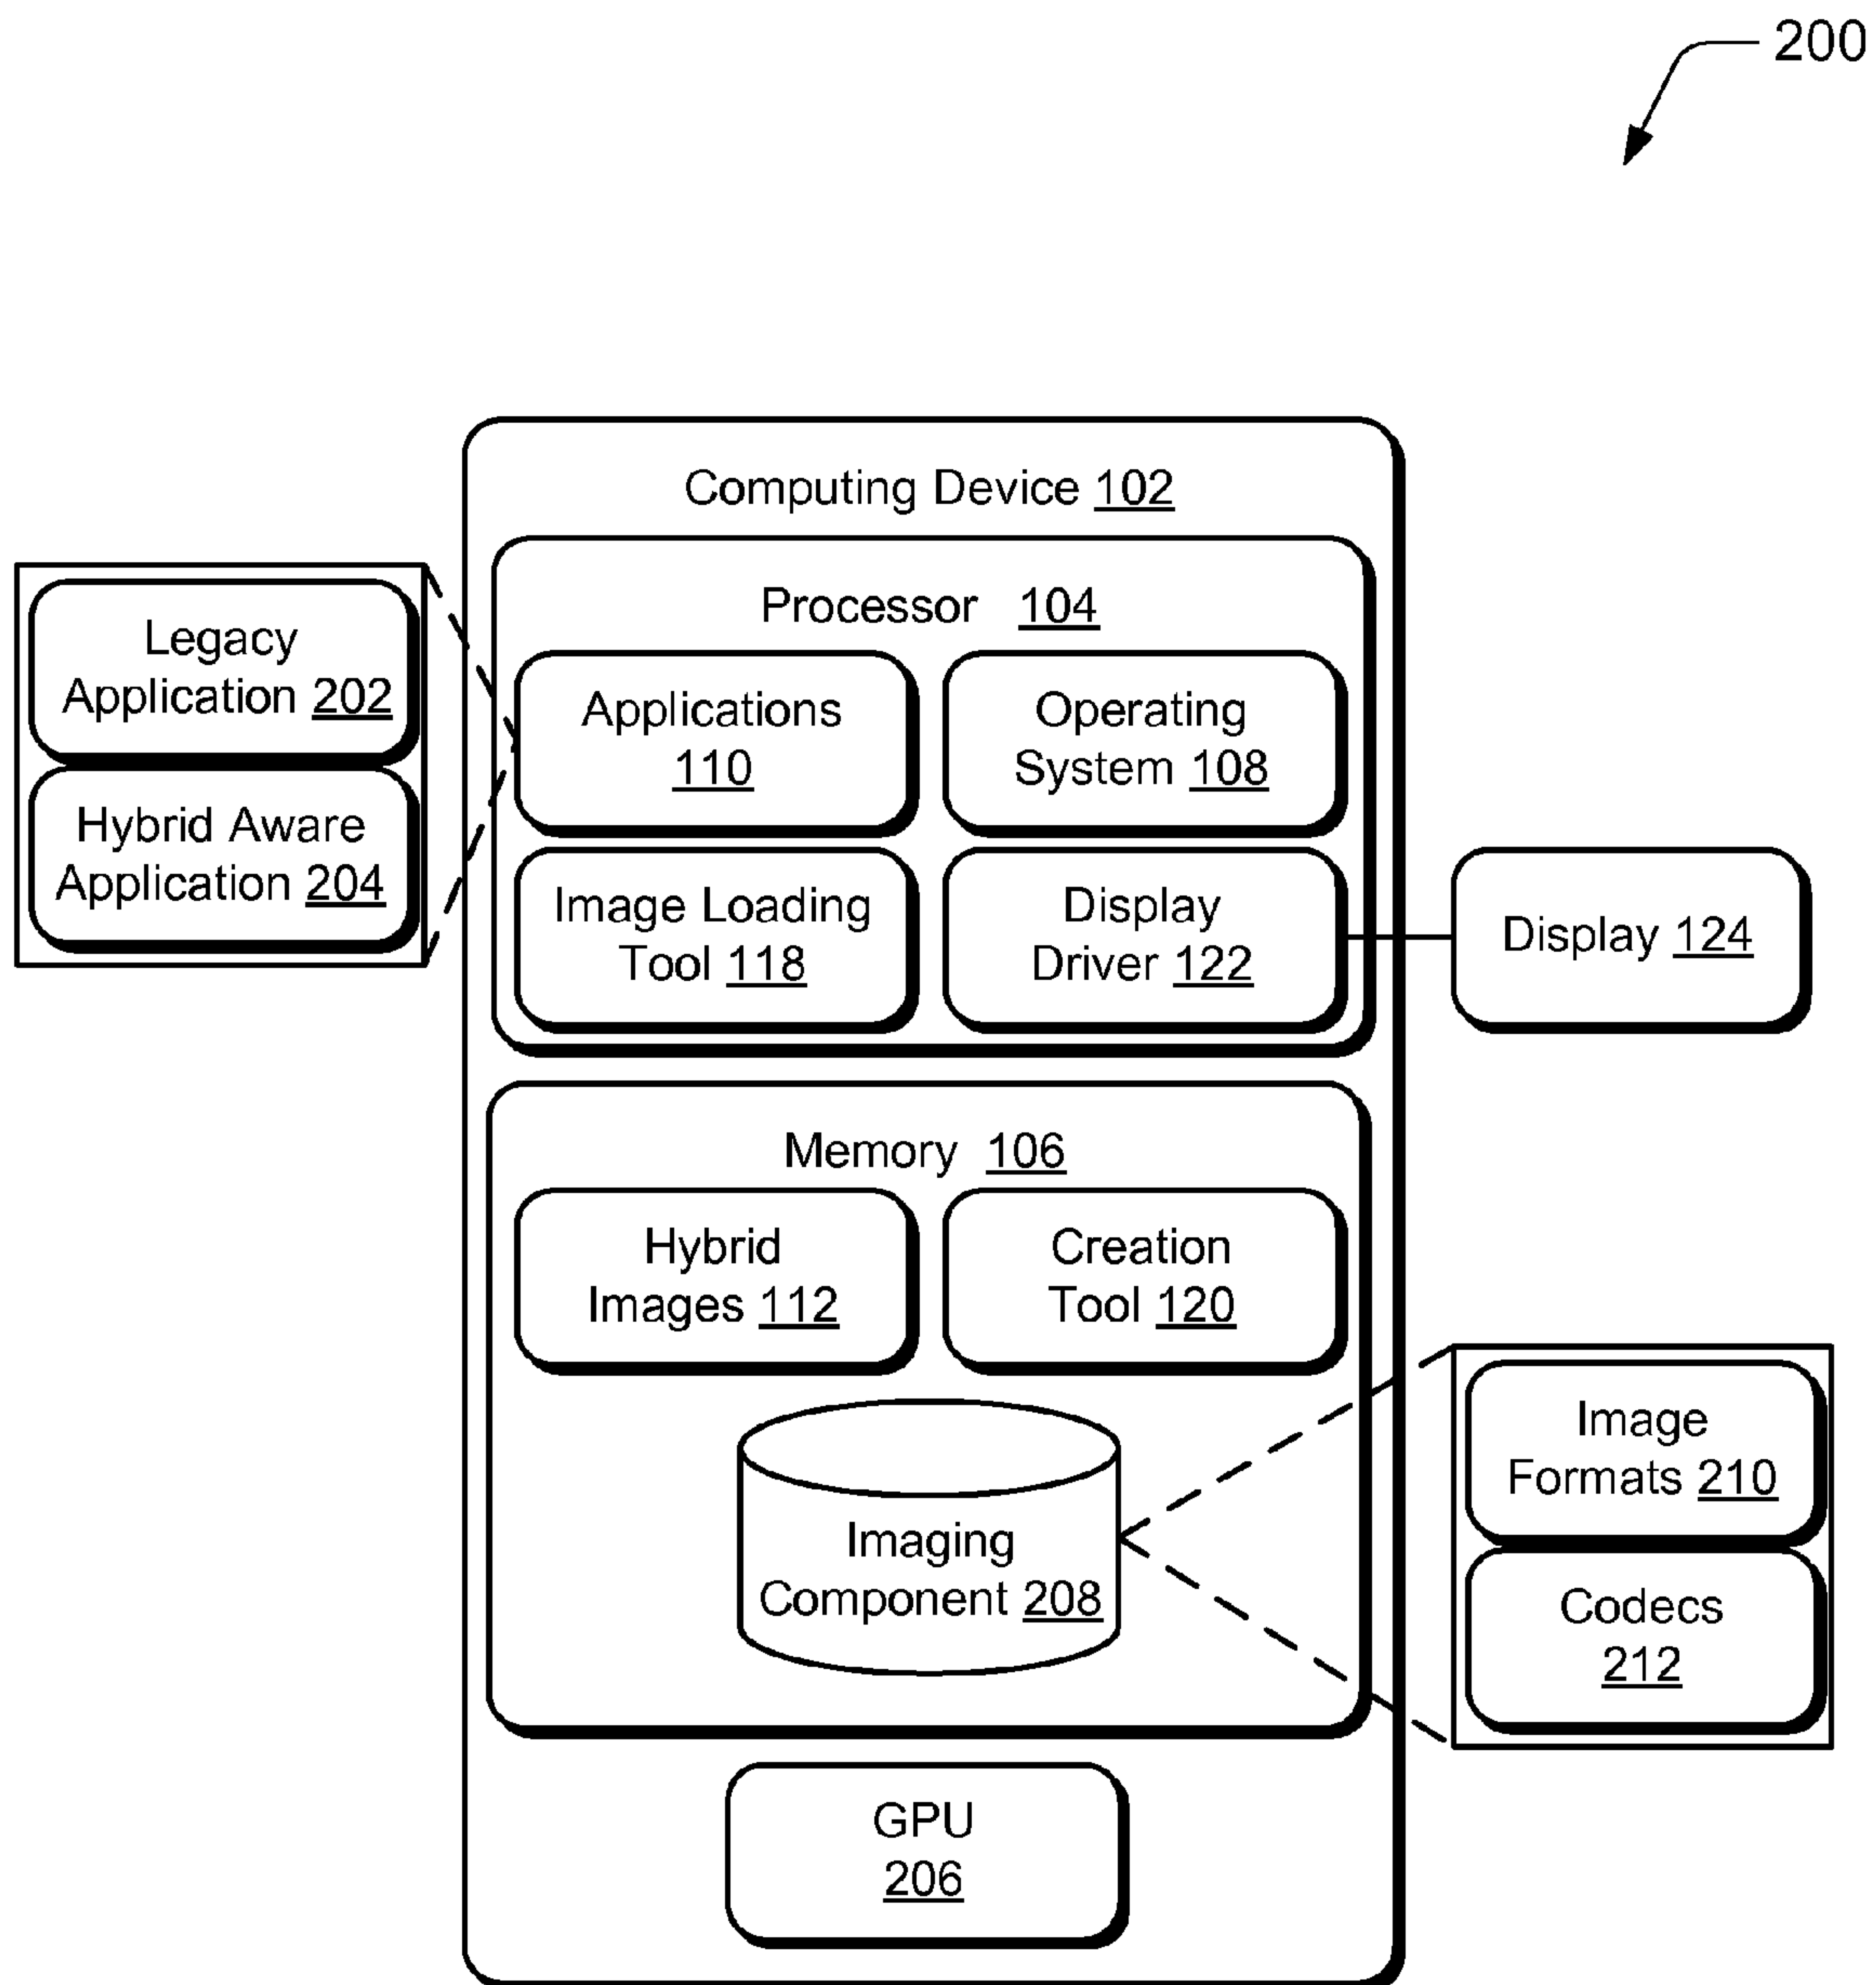 200
Computing Device 102
Processor 104
Legacy
Application 202
Hybrid Aware
Application 204
Applications
110
Operating
System 108
Image Loading
Tool 118
Display
Driver 122
Display 124
Memory 106
Hybrid
Images 112
Creation
Tool 120
Imaging
Component 208
Image
Formats 210
Codecs
212
GPU
206